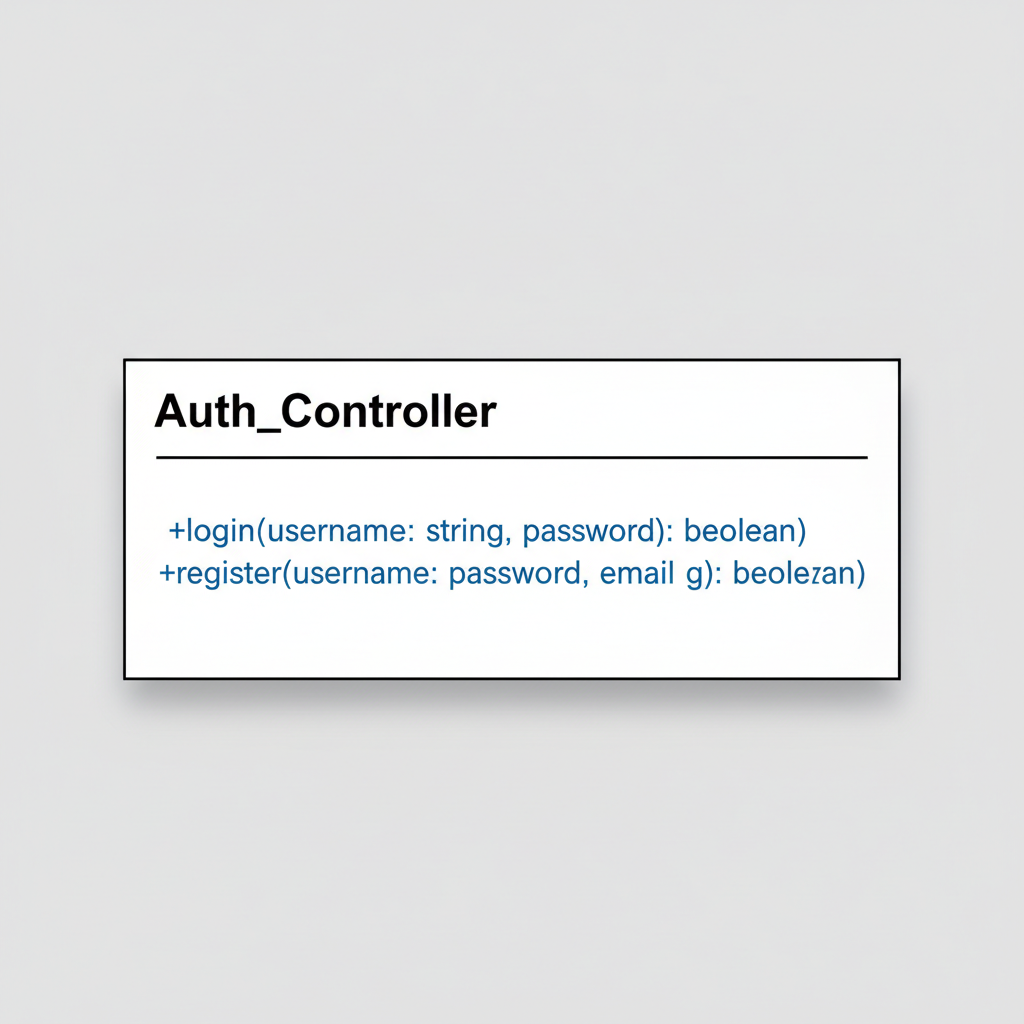 Auth_Controller
+login(username: string, password): beolean)
+register(username: password, email g): beolezan)